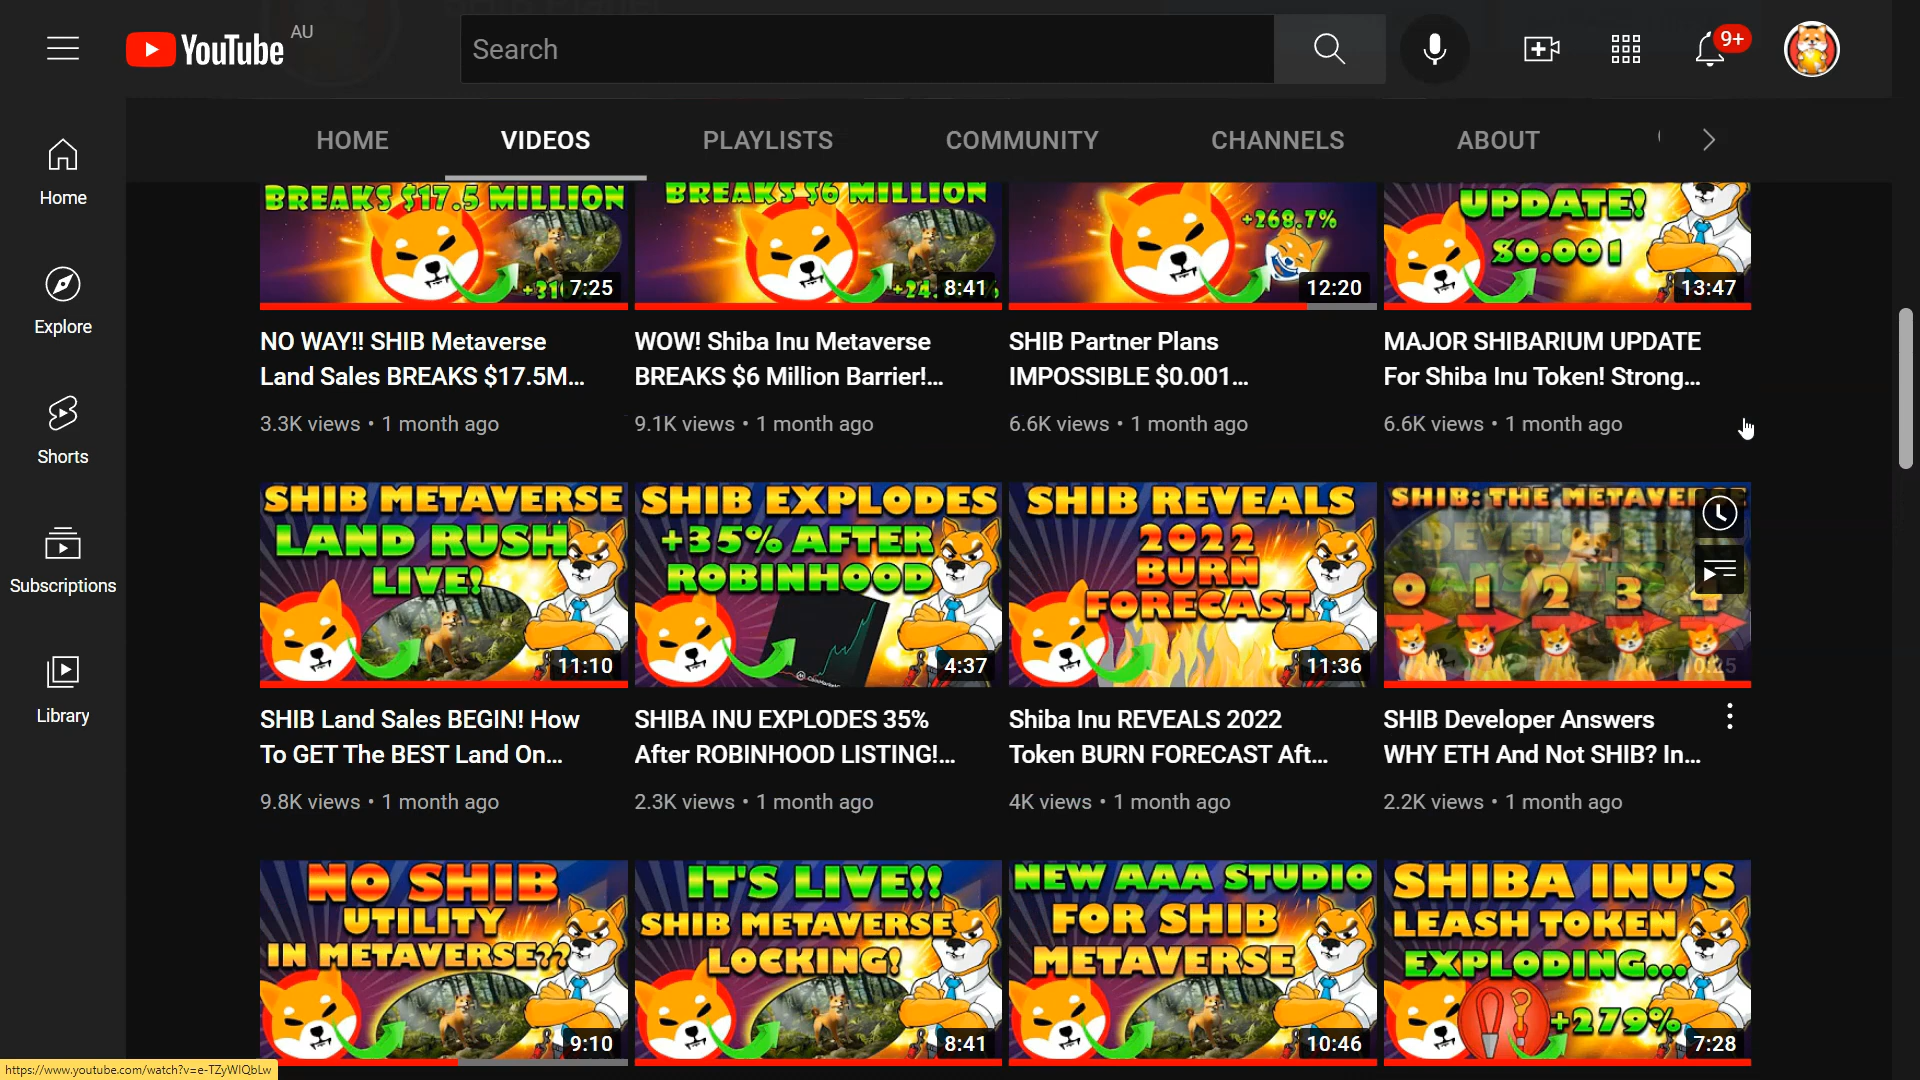 YouTube AU
Search
9+
HOME
VIDEOS
PLAYLISTS
COMMUNITY
CHANNELS
ABOUT
Home
Explore
Shorts
Subscriptions
Library
BREAKS $17.5 MILLION
7:25
NO WAY!! SHIB Metaverse
Land Sales BREAKS $17.5M...
3.3K views • 1 month ago
BREAKS $6 MILLION
8:41
WOW! Shiba Inu Metaverse
BREAKS $6 Million Barrier!...
9.1K views • 1 month ago
+268.7%
12:20
SHIB Partner Plans
IMPOSSIBLE $0.001...
6.6K views • 1 month ago
UPDATE!
$0.001
13:47
MAJOR SHIBARIUM UPDATE
For Shiba Inu Token! Strong...
6.6K views • 1 month ago
SHIB METAVERSE
LAND RUSH
LIVE!
11:10
SHIB Land Sales BEGIN! How
To GET The BEST Land On...
9.8K views • 1 month ago
SHIB EXPLODES
+35% AFTER
ROBINHOOD
4:37
SHIBA INU EXPLODES 35%
After ROBINHOOD LISTING!...
2.3K views • 1 month ago
SHIB REVEALS
2022
BURN
FORECAST
11:36
Shiba Inu REVEALS 2022
Token BURN FORECAST Aft...
4K views • 1 month ago
SHIB: THE METAVERSE
DEVELOPER
ANSWERS
0 1 2 3 4
10:25
SHIB Developer Answers
WHY ETH And Not SHIB? In...
2.2K views • 1 month ago
NO SHIB
UTILITY
IN METAVERSE??
9:10
IT'S LIVE!!
SHIB METAVERSE
LOCKING!
8:41
NEW AAA STUDIO
FOR SHIB
METAVERSE
10:46
SHIBA INU'S
LEASH TOKEN
EXPLODING...
+279%
7:28
https://www.youtube.com/watch?v=e-TZyWIQbLw